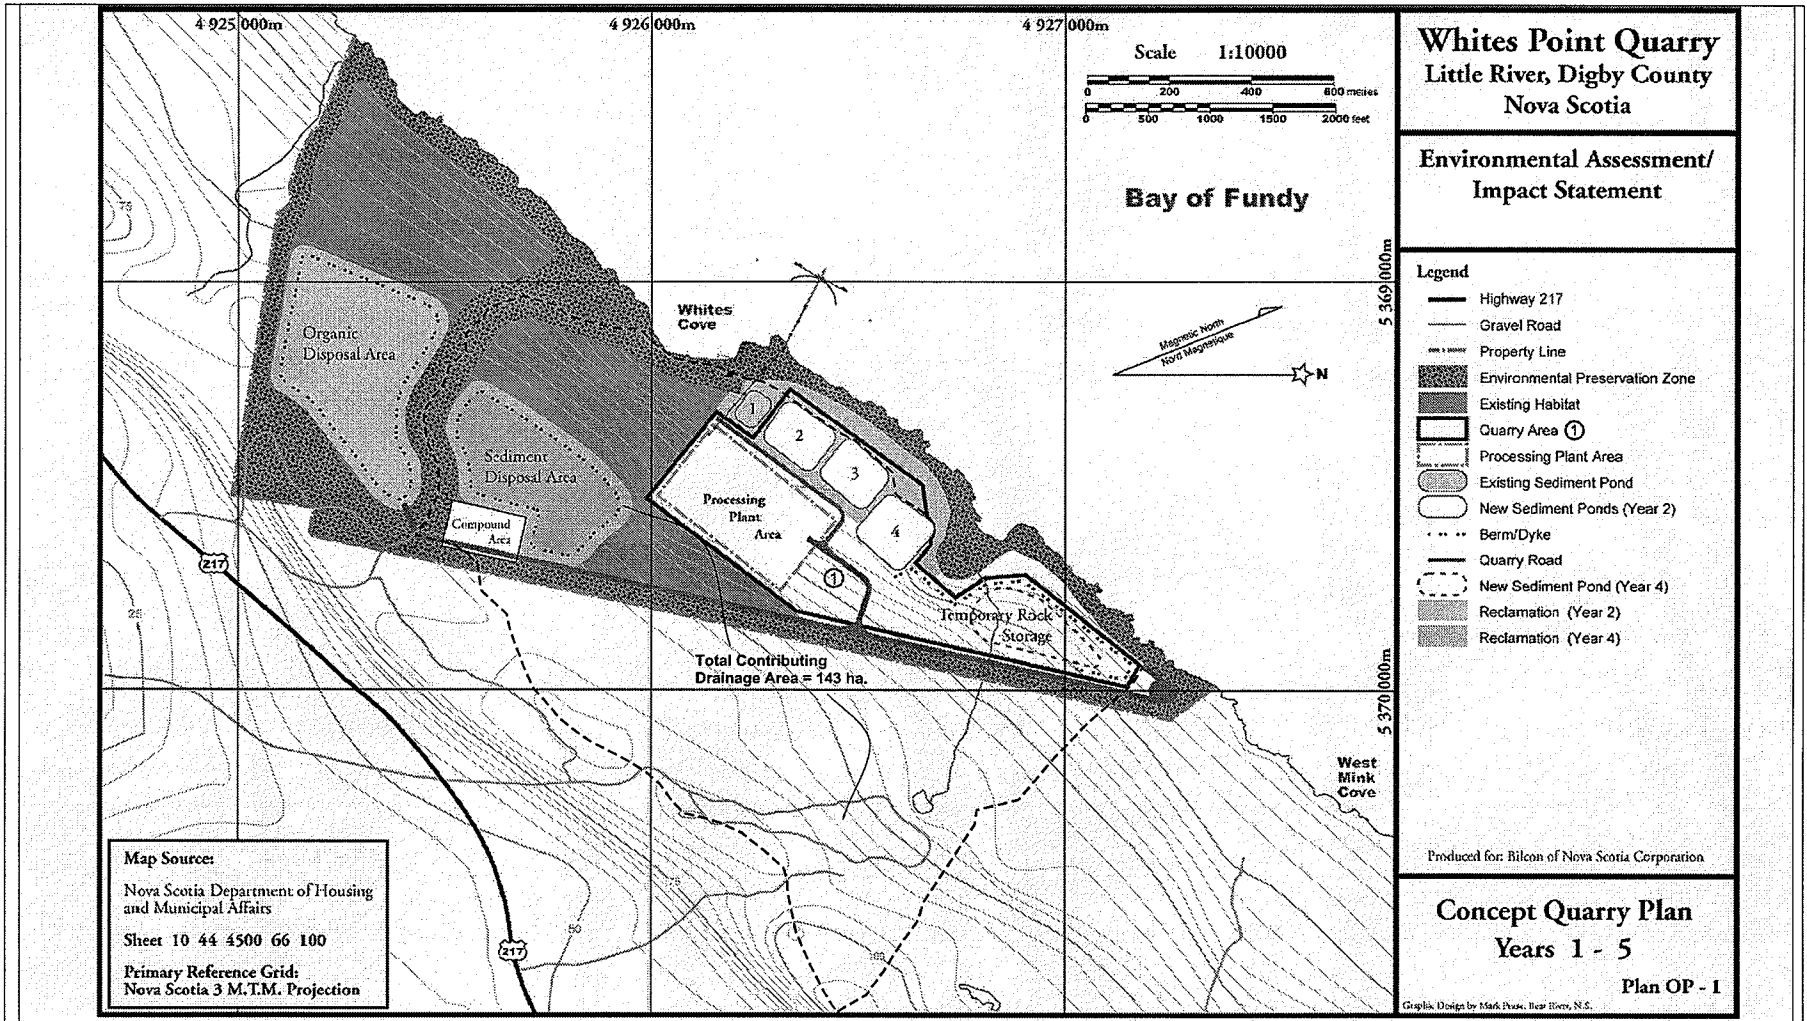 4 925 000m
4 926 000m
4 927 000m
Scale 1:10000
0 200 400 600 metres
0 500 1000 1500 2000 feet
Bay of Fundy
5 369 000m
75
Whites
Cove
Magnetic North
Nord Magnetique
N
Organic
Disposal Area
Sediment
Disposal Area
1
2
3
4
Processing
Plant
Area
Compound
Area
1
217
25
Temporary Rock
Storage
Total Contributing
Drainage Area = 143 ha.
5 370 000m
West
Mink
Cove
75
50
100
217
Map Source:
Nova Scotia Department of Housing
and Municipal Affairs
Sheet 10 44 4500 66 100
Primary Reference Grid:
Nova Scotia 3 M.T.M. Projection
Whites Point Quarry
Little River, Digby County
Nova Scotia
Environmental Assessment/
Impact Statement
Legend
Highway 217
Gravel Road
Property Line
Environmental Preservation Zone
Existing Habitat
Quarry Area 1
Processing Plant Area
Existing Sediment Pond
New Sediment Ponds (Year 2)
Berm/Dyke
Quarry Road
New Sediment Pond (Year 4)
Reclamation (Year 2)
Reclamation (Year 4)
Produced for: Bilcon of Nova Scotia Corporation
Concept Quarry Plan
Years 1 - 5
Plan OP - 1
Graphic Design by Mark Bear River, N.S.